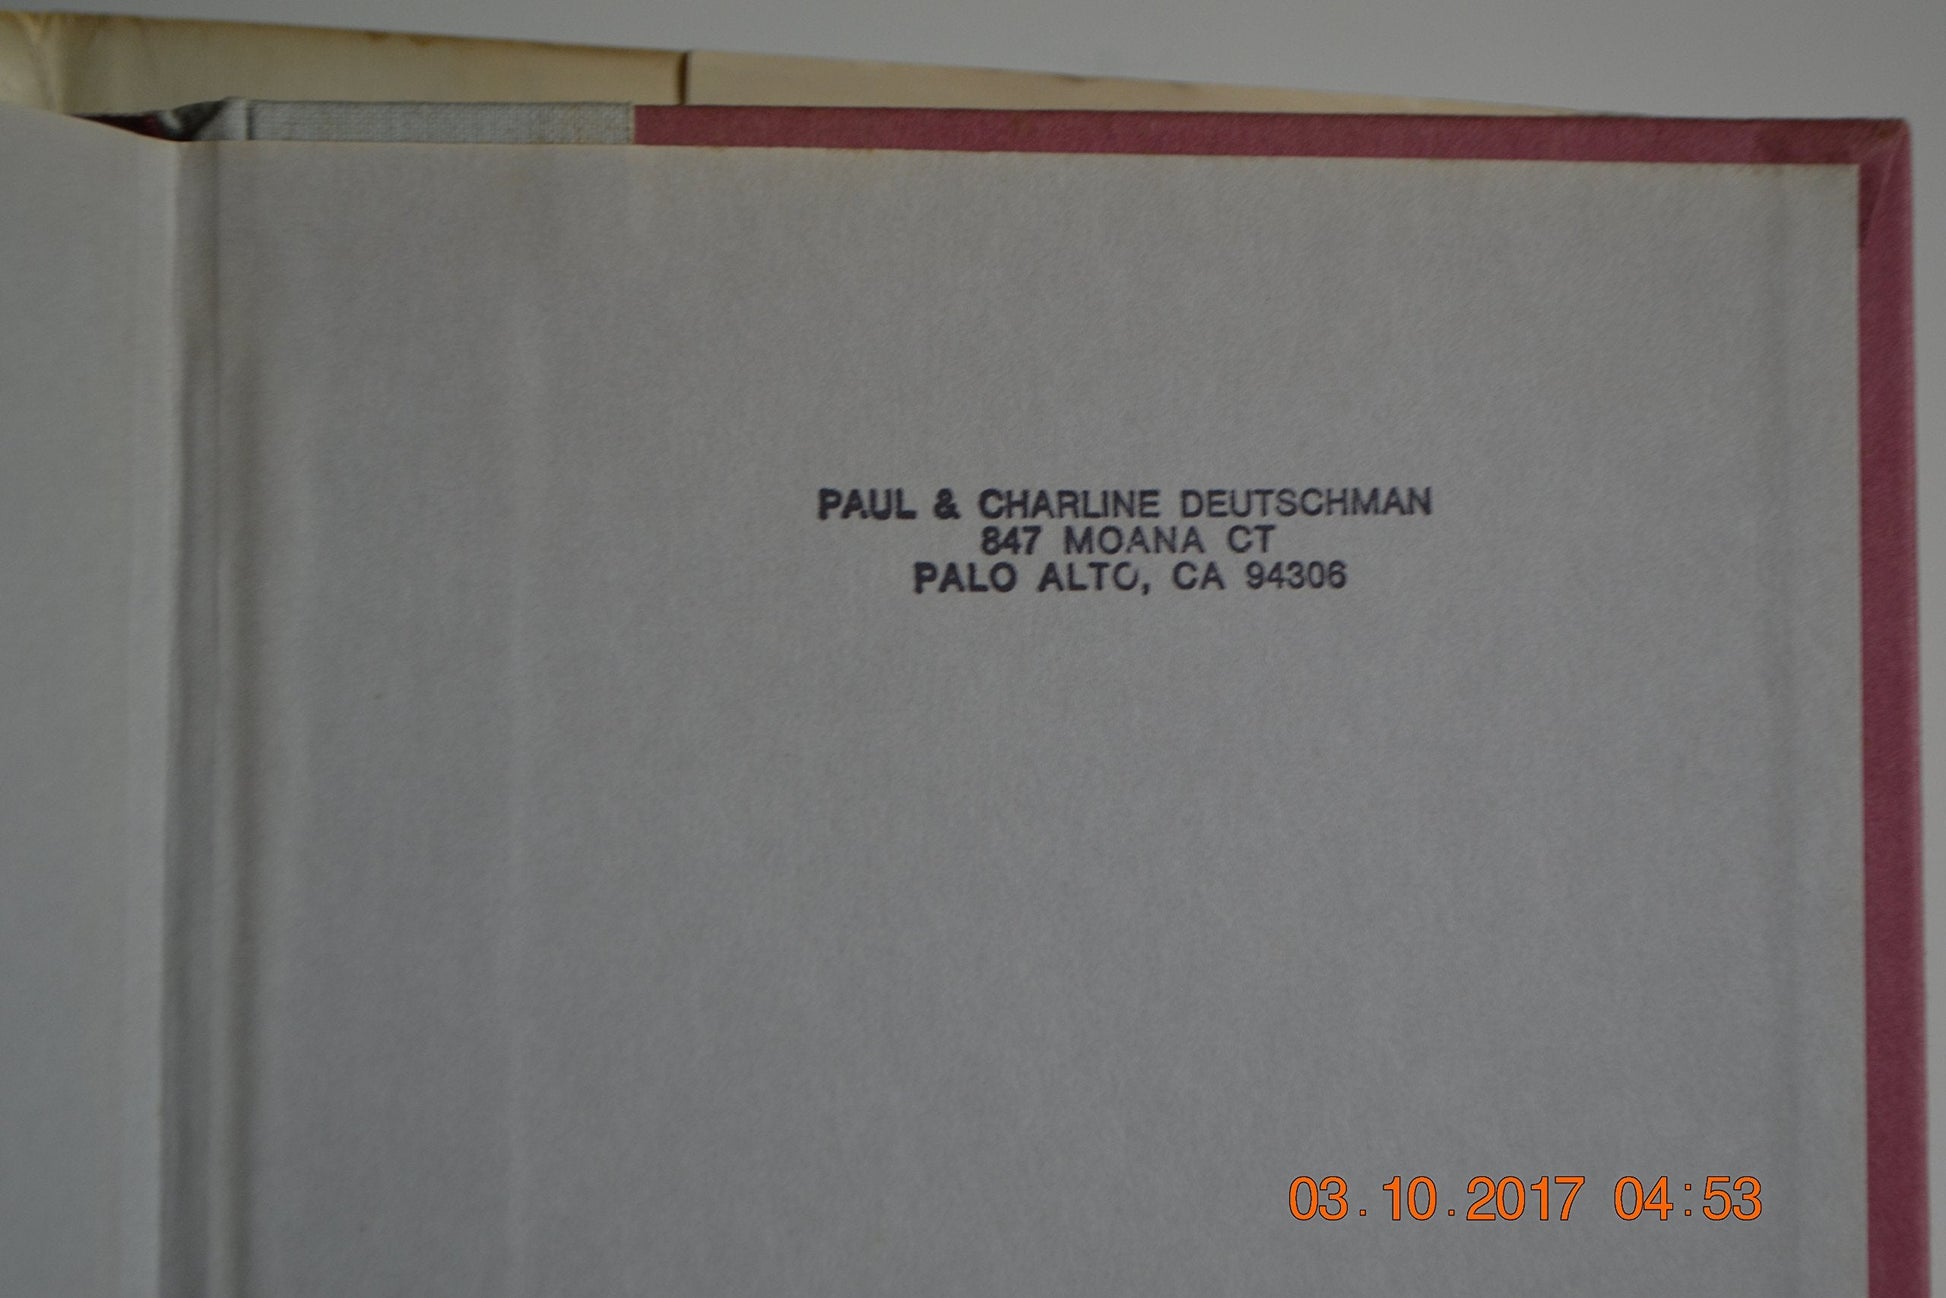 PAUL & CHARLINE DEUTSCHMAN
847 MOANA CT
PALO ALTO, CA 94306
03.10.2017 04:53